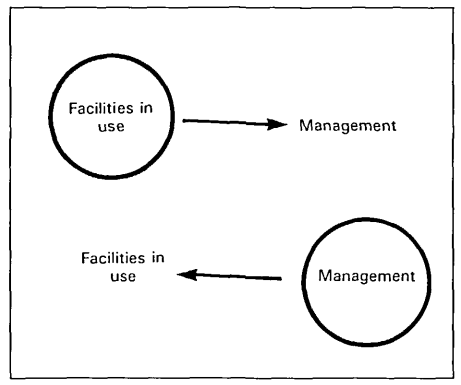 Facilities in
use
Management
Facilities in
use
Management